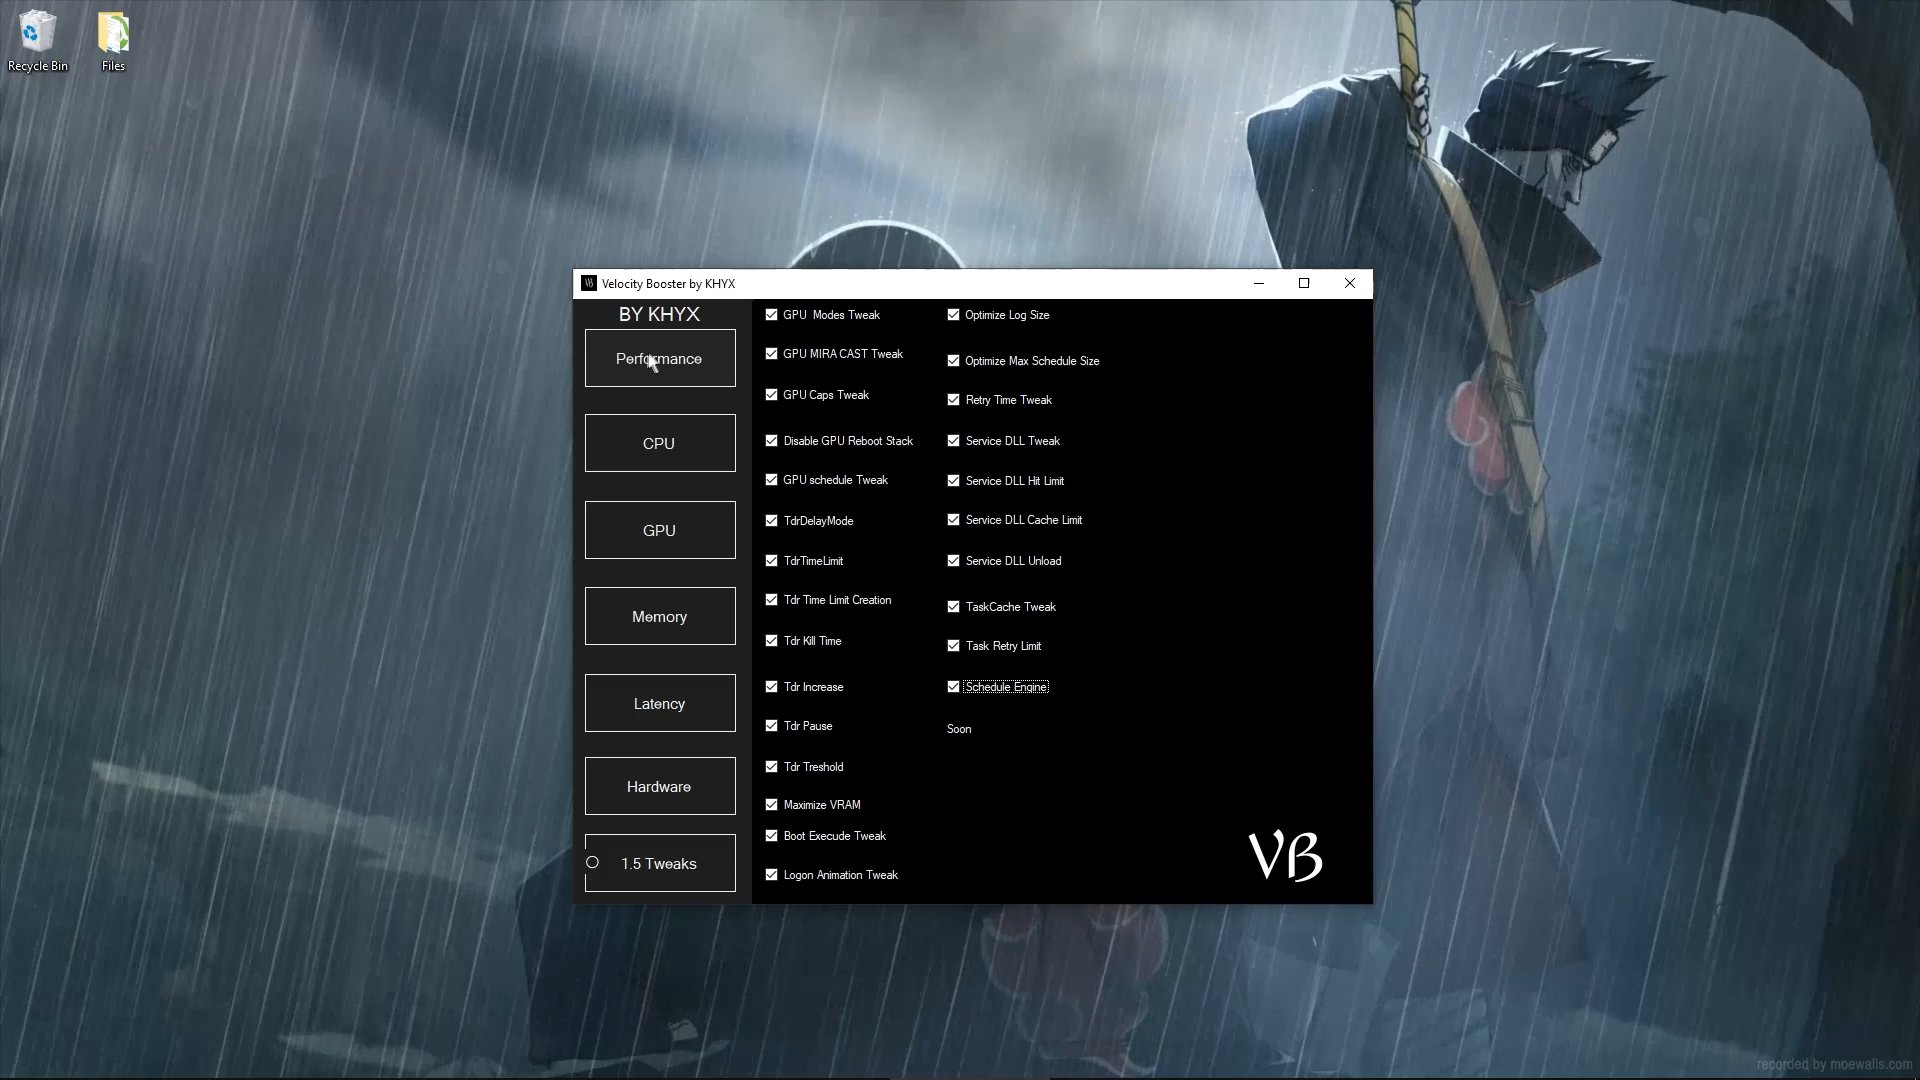 Recycle Bin
Files
Velocity Booster by KHYX
BY KHYX
Performance
CPU
GPU
Memory
Latency
Hardware
1.5 Tweaks
GPU  Modes Tweak
GPU MIRA CAST Tweak
GPU Caps Tweak
Disable GPU Reboot Stack
GPU schedule Tweak
TdrDelayMode
TdrTimeLimit
Tdr Time Limit Creation
Tdr Kill Time
Tdr Increase
Tdr Pause
Tdr Treshold
Maximize VRAM
Boot Execude Tweak
Logon Animation Tweak
Optimize Log Size
Optimize Max Schedule Size
Retry Time Tweak
Service DLL Tweak
Service DLL Hit Limit
Service DLL Cache Limit
Service DLL Unload
TaskCache Tweak
Task Retry Limit
Schedule Engine
Soon
VB
recorded by moewalls.com